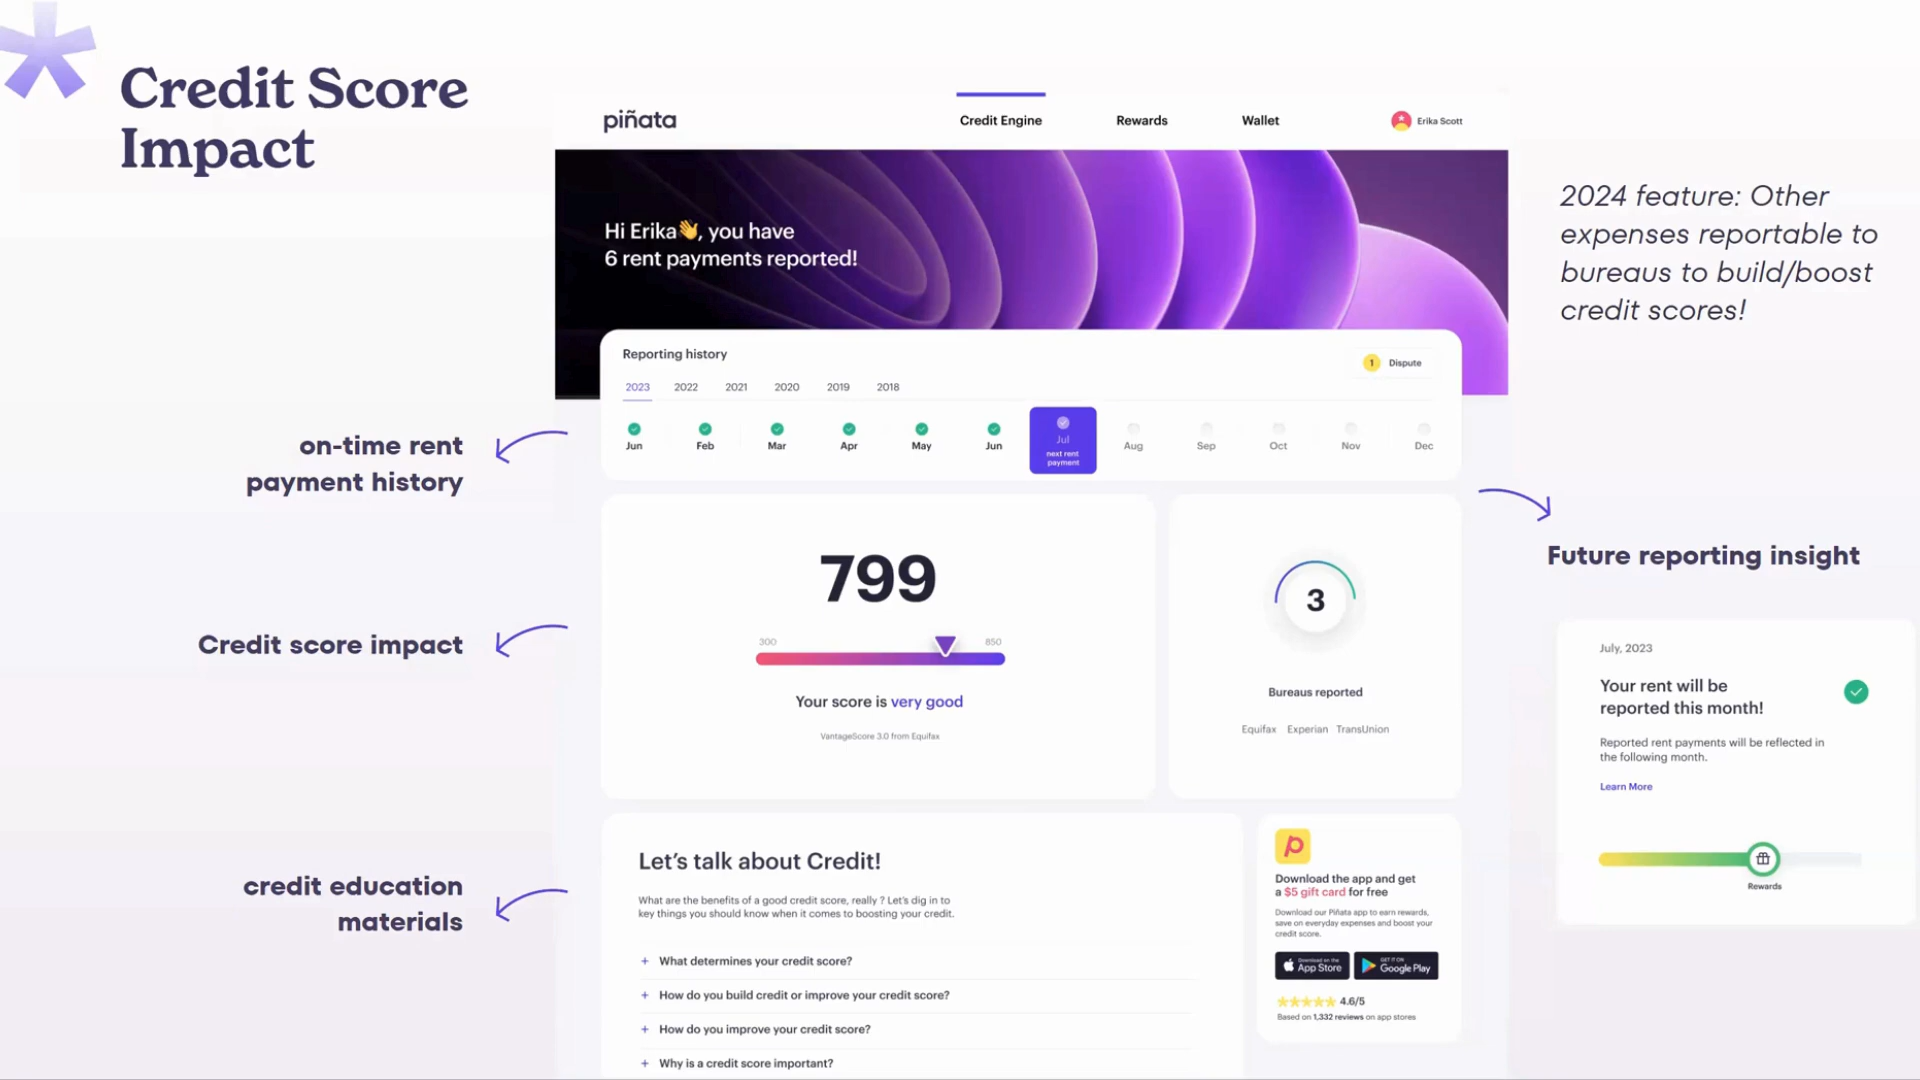 Credit Score
Impact
piñata
Credit Engine
Rewards
Wallet
Erika Scott
Hi Erika👋, you have
6 rent payments reported!
2024 feature: Other
expenses reportable to
bureaus to build/boost
credit scores!
Reporting history
1 Dispute
2023 2022 2021 2020 2019 2018
Jun Feb Mar Apr May Jun Jul Aug Sep Oct Nov Dec
next rent
payment
on-time rent
payment history
799
300 850
Your score is very good
VantageScore 3.0 from Equifax
3
Bureaus reported
Equifax Experian TransUnion
Credit score impact
Future reporting insight
July, 2023
Your rent will be
reported this month!
Reported rent payments will be reflected in
the following month.
Learn More
Rewards
credit education
materials
Let's talk about Credit!
What are the benefits of a good credit score, really ? Let's dig in to
key things you should know when it comes to boosting your credit.
+ What determines your credit score?
+ How do you build credit or improve your credit score?
+ How do you improve your credit score?
+ Why is a credit score important?
Download the app and get
a $5 gift card for free
Download our Piñata app to earn rewards,
save on everyday expenses and boost your
credit score.
Download on the
App Store
GET IT ON
Google Play
4.6/5
Based on 1,332 reviews on app stores